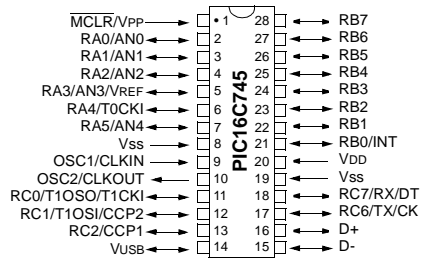 MCLR/VPP 1 28 RB7
RA0/AN0 2 27 RB6
RA1/AN1 3 26 RB5
RA2/AN2 4 25 RB4
RA3/AN3/VREF 5 24 RB3
RA4/T0CKI 6 23 RB2
RA5/AN4 7 22 RB1
VSS 8 21 RB0/INT
OSC1/CLKIN 9 20 VDD
OSC2/CLKOUT 10 19 VSS
RC0/T1OSO/T1CKI 11 18 RC7/RX/DT
RC1/T1OSI/CCP2 12 17 RC6/TX/CK
RC2/CCP1 13 16 D+
VUSB 14 15 D-
PIC16C745